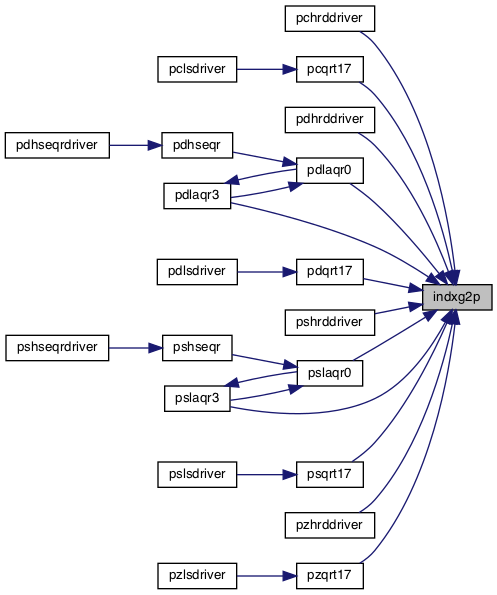 pchrddriver
pclsdriver
pcqrt17
pdhrddriver
pdhseqrdriver
pdhseqr
pdlaqr0
pdlaqr3
pdlsdriver
pdqrt17
indxg2p
pshrddriver
pshseqrdriver
pshseqr
pslaqr0
pslaqr3
pslsdriver
psqrt17
pzhrddriver
pzlsdriver
pzqrt17